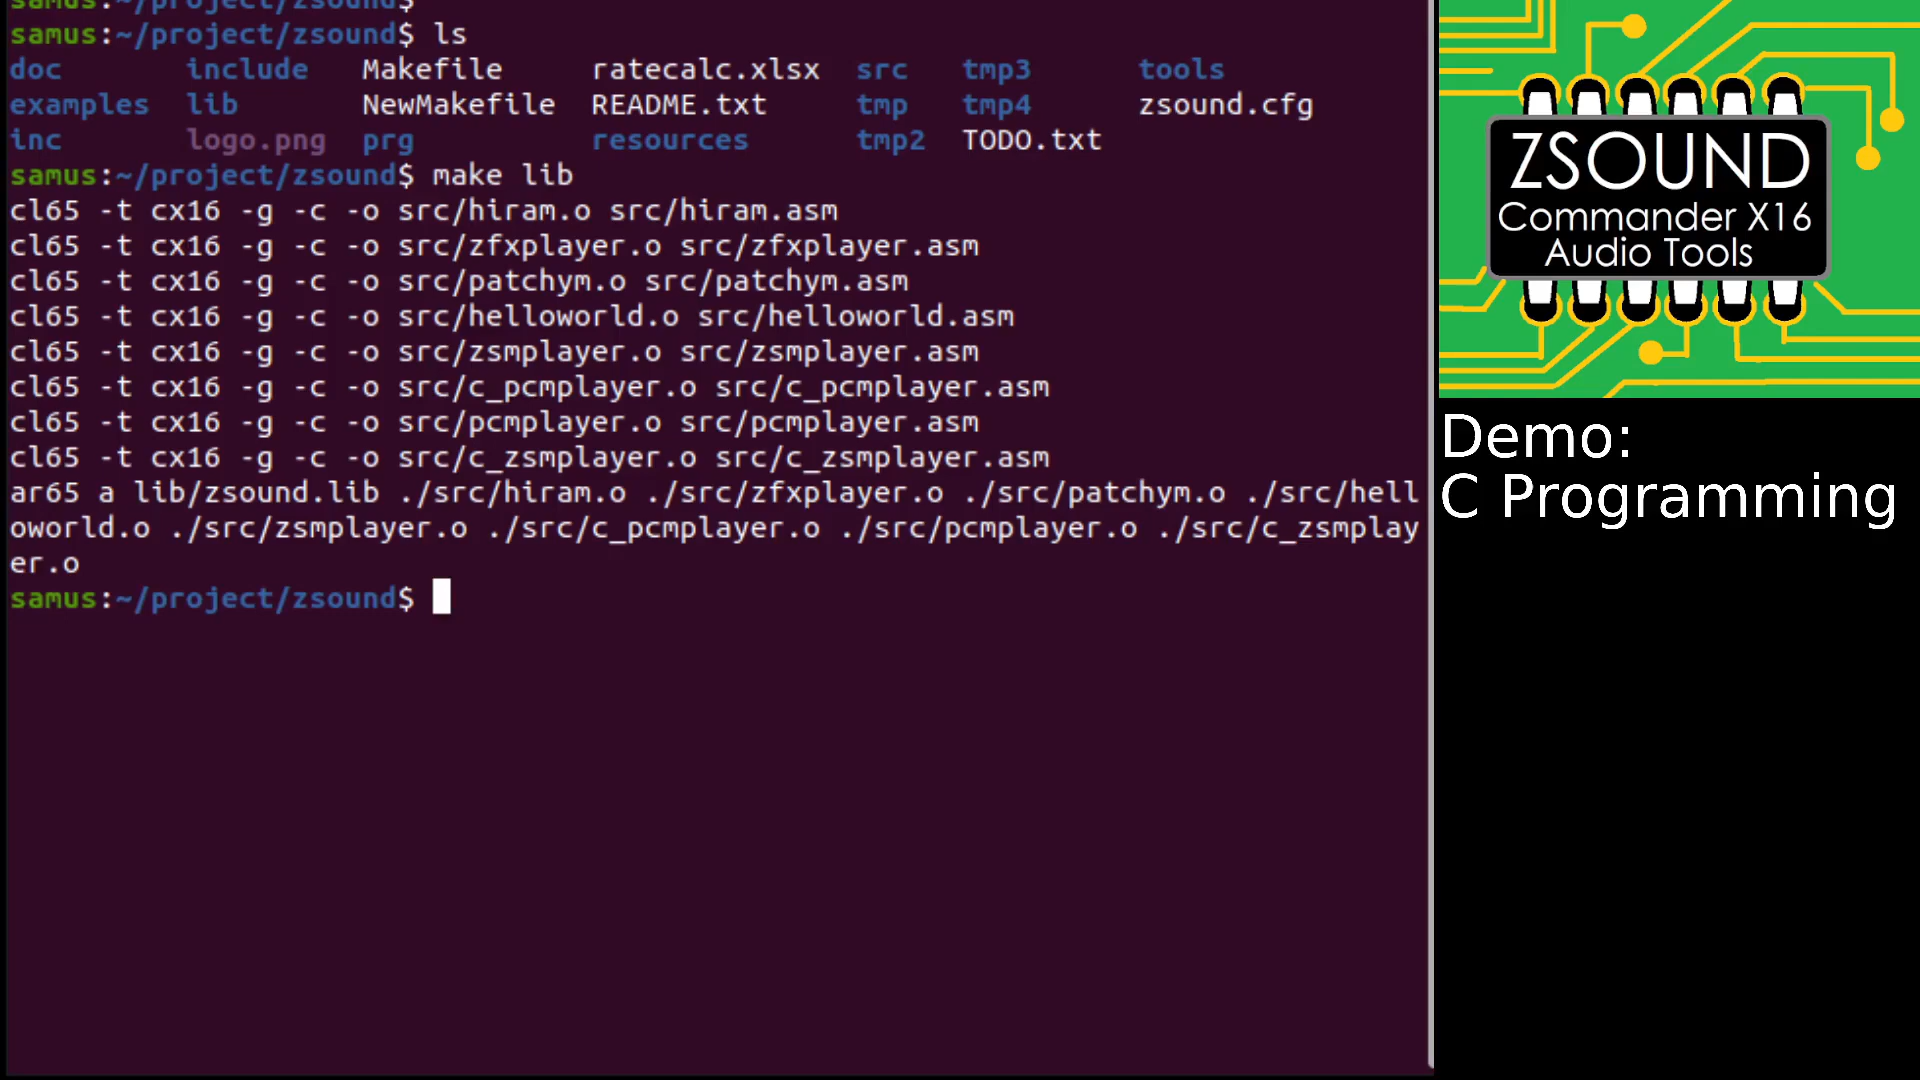 samus:~/project/zsound$
samus:~/project/zsound$ ls
doc include Makefile ratecalc.xlsx src tmp3 tools
examples lib NewMakefile README.txt tmp tmp4 zsound.cfg
inc logo.png prg resources tmp2 TODO.txt
samus:~/project/zsound$ make lib
cl65 -t cx16 -g -c -o src/hiram.o src/hiram.asm
cl65 -t cx16 -g -c -o src/zfxplayer.o src/zfxplayer.asm
cl65 -t cx16 -g -c -o src/patchym.o src/patchym.asm
cl65 -t cx16 -g -c -o src/helloworld.o src/helloworld.asm
cl65 -t cx16 -g -c -o src/zsmplayer.o src/zsmplayer.asm
cl65 -t cx16 -g -c -o src/c_pcmplayer.o src/c_pcmplayer.asm
cl65 -t cx16 -g -c -o src/pcmplayer.o src/pcmplayer.asm
cl65 -t cx16 -g -c -o src/c_zsmplayer.o src/c_zsmplayer.asm
ar65 a lib/zsound.lib ./src/hiram.o ./src/zfxplayer.o ./src/patchym.o ./src/hell
oworld.o ./src/zsmplayer.o ./src/c_pcmplayer.o ./src/pcmplayer.o ./src/c_zsmplay
er.o
samus:~/project/zsound$
ZSOUND
Commander X16
Audio Tools
Demo:
C Programming